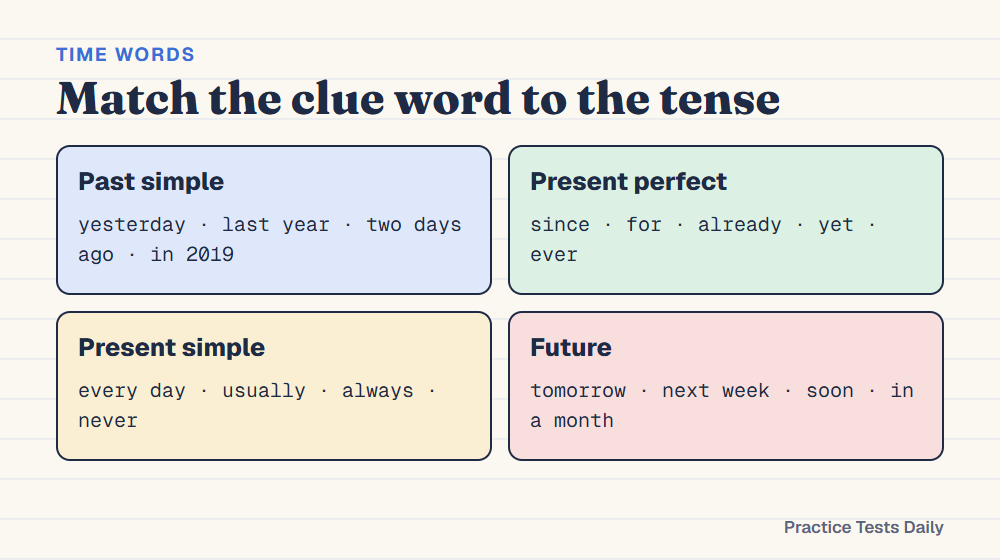 TIME WORDS
Match the clue word to the tense
Past simple
yesterday · last year · two days
ago · in 2019
Present perfect
since · for · already · yet ·
ever
Present simple
every day · usually · always ·
never
Future
tomorrow · next week · soon · in
a month
Practice Tests Daily